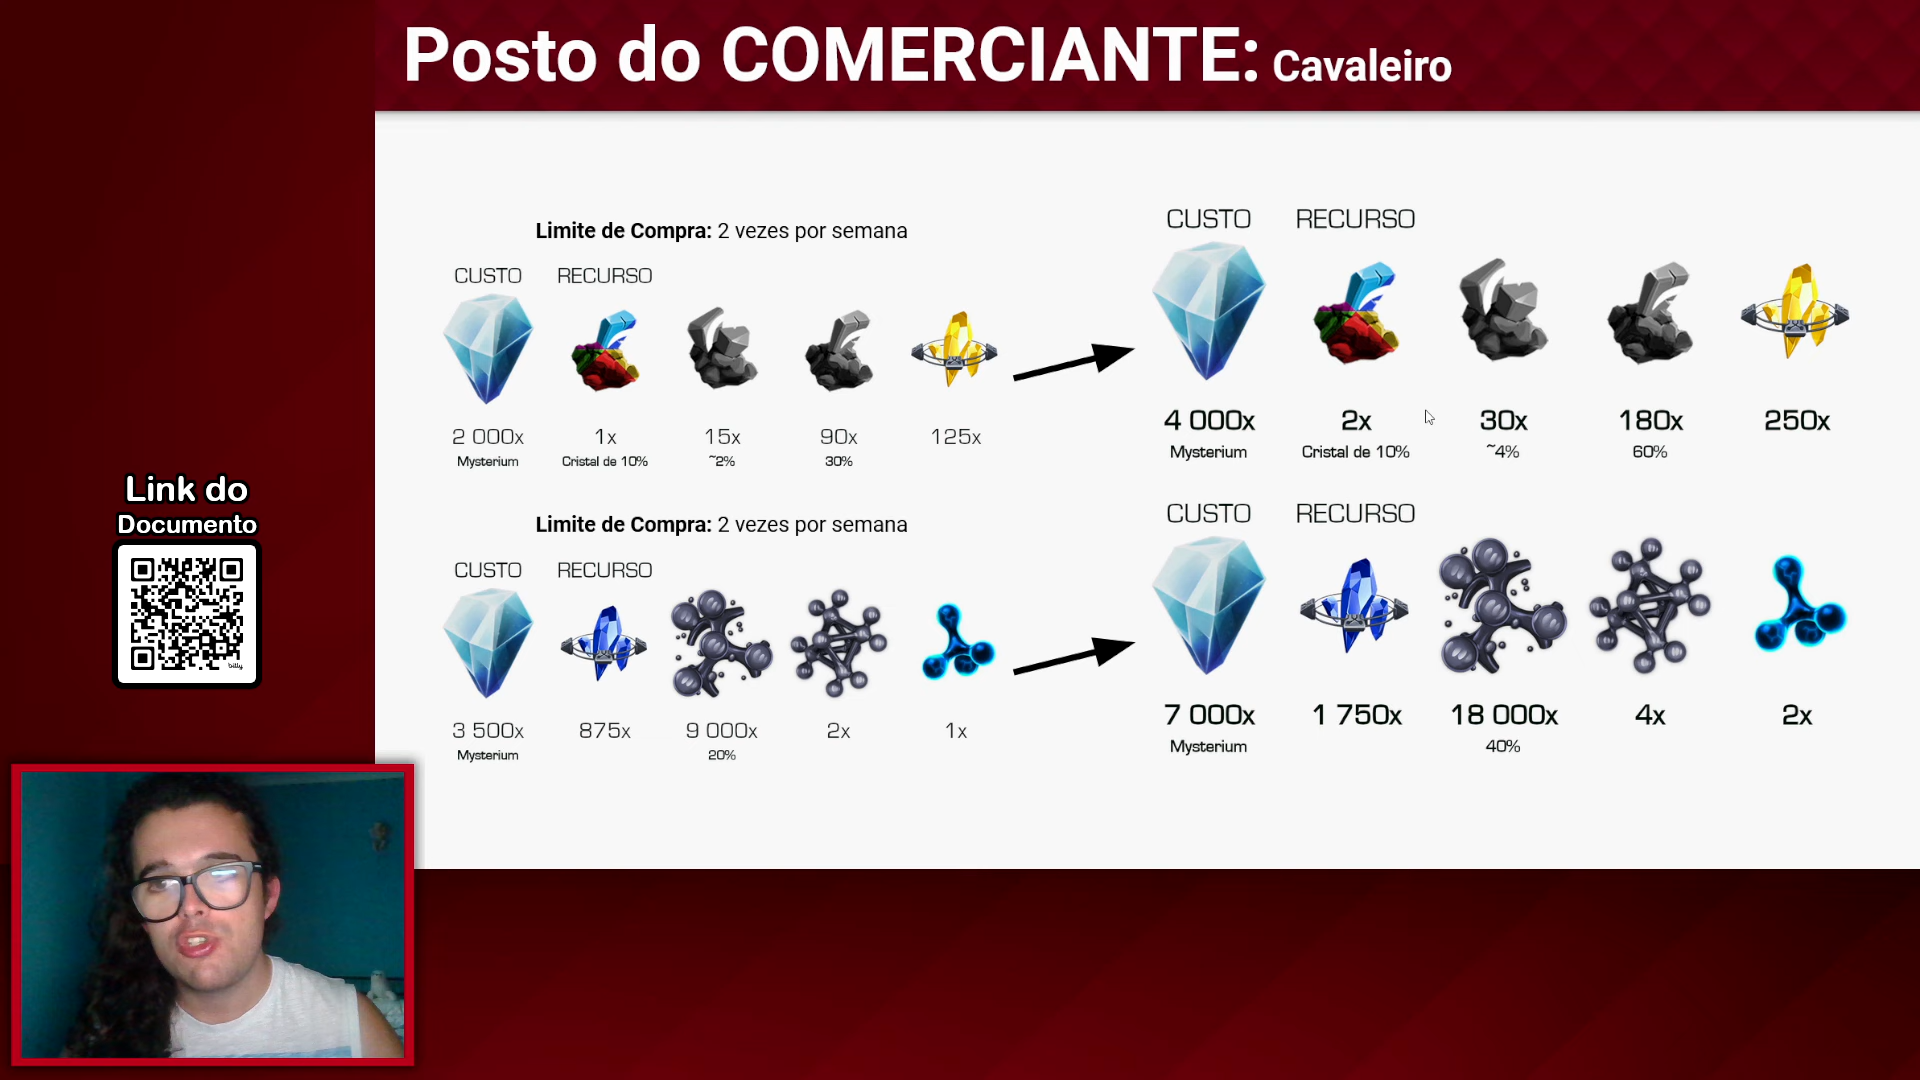 Posto do COMERCIANTE: Cavaleiro
Limite de Compra: 2 vezes por semana
CUSTO RECURSO
2 000x 1x 15x 90x 125x
Mysterium Cristal de 10% ~2% 30%
CUSTO RECURSO
4 000x 2x 30x 180x 250x
Mysterium Cristal de 10% ~4% 60%
Limite de Compra: 2 vezes por semana
CUSTO RECURSO
3 500x 875x 9 000x 2x 1x
Mysterium 20%
CUSTO RECURSO
7 000x 1 750x 18 000x 4x 2x
Mysterium 40%
Link do
Documento
bitly